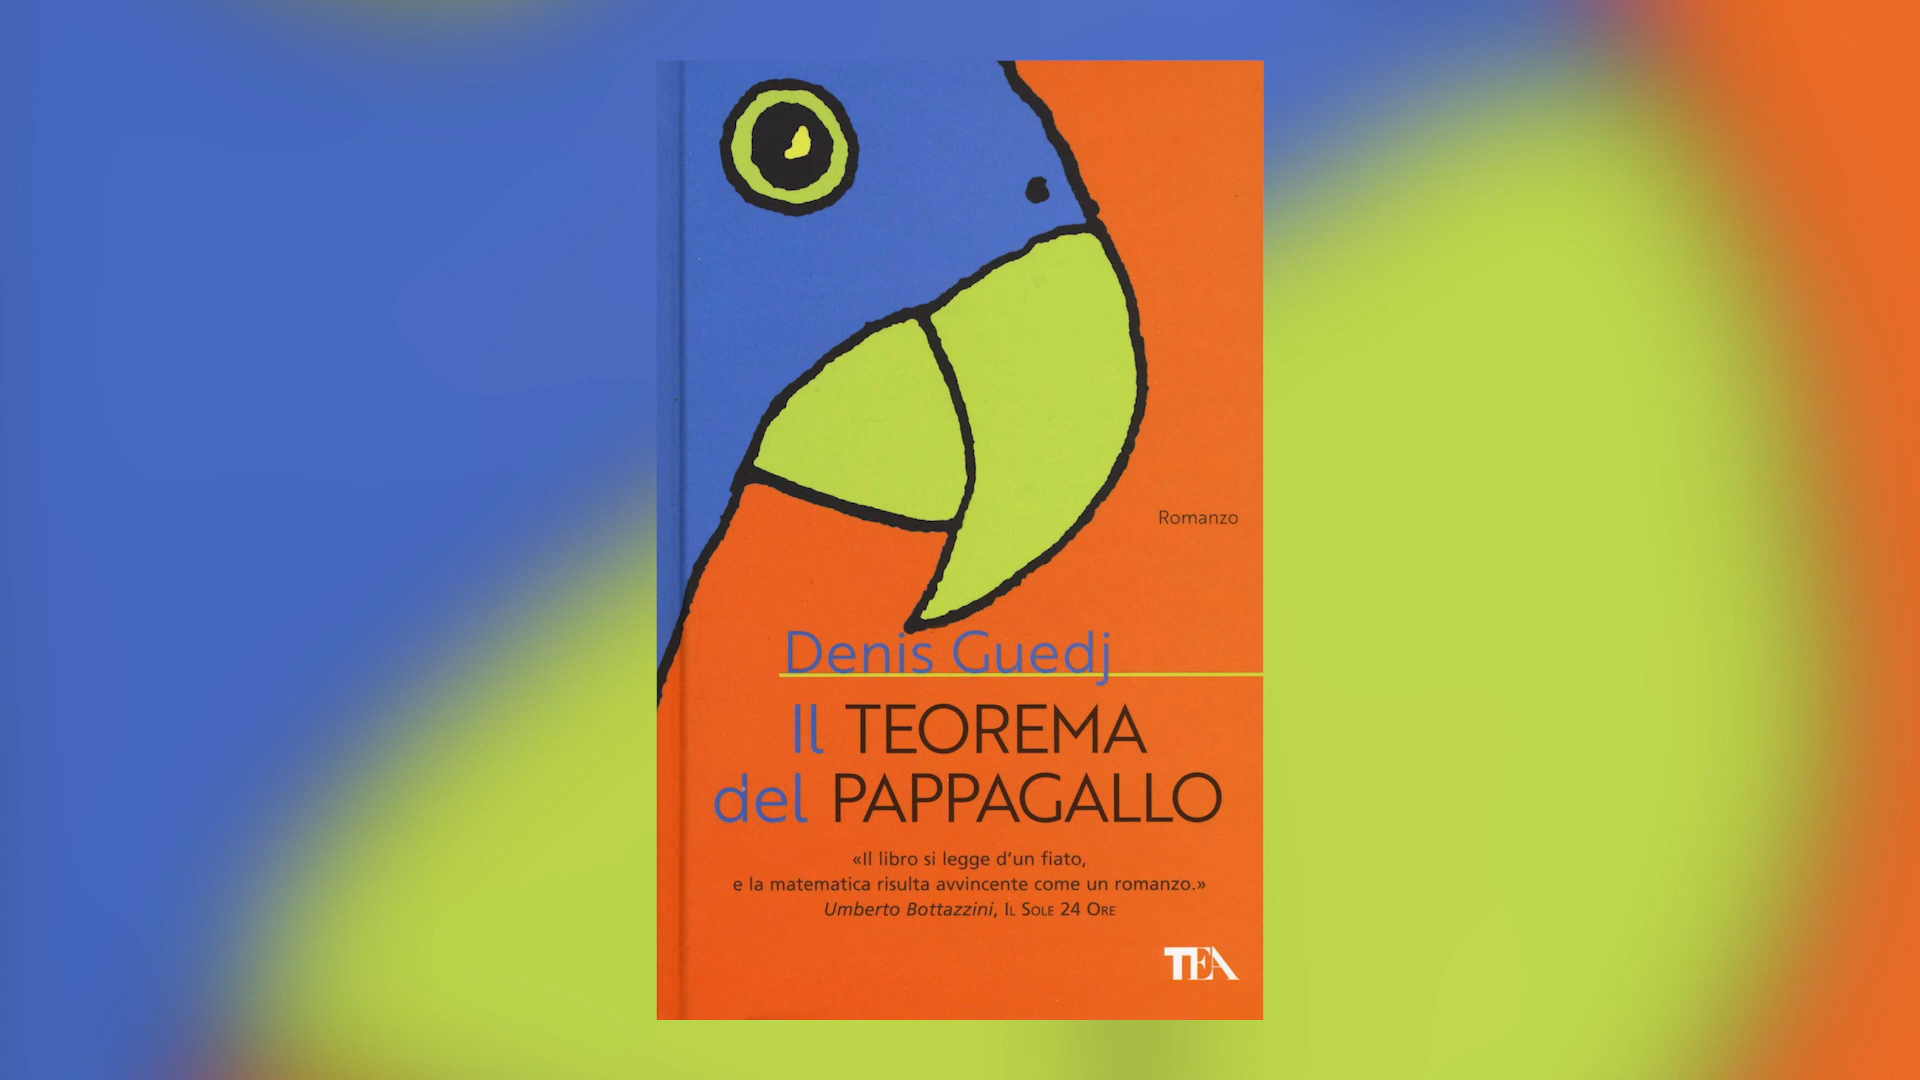 Romanzo
Denis Guedj
Il TEOREMA
del PAPPAGALLO
«Il libro si legge d'un fiato,
e la matematica risulta avvincente come un romanzo.»
Umberto Bottazzini, IL SOLE 24 ORE
TEA